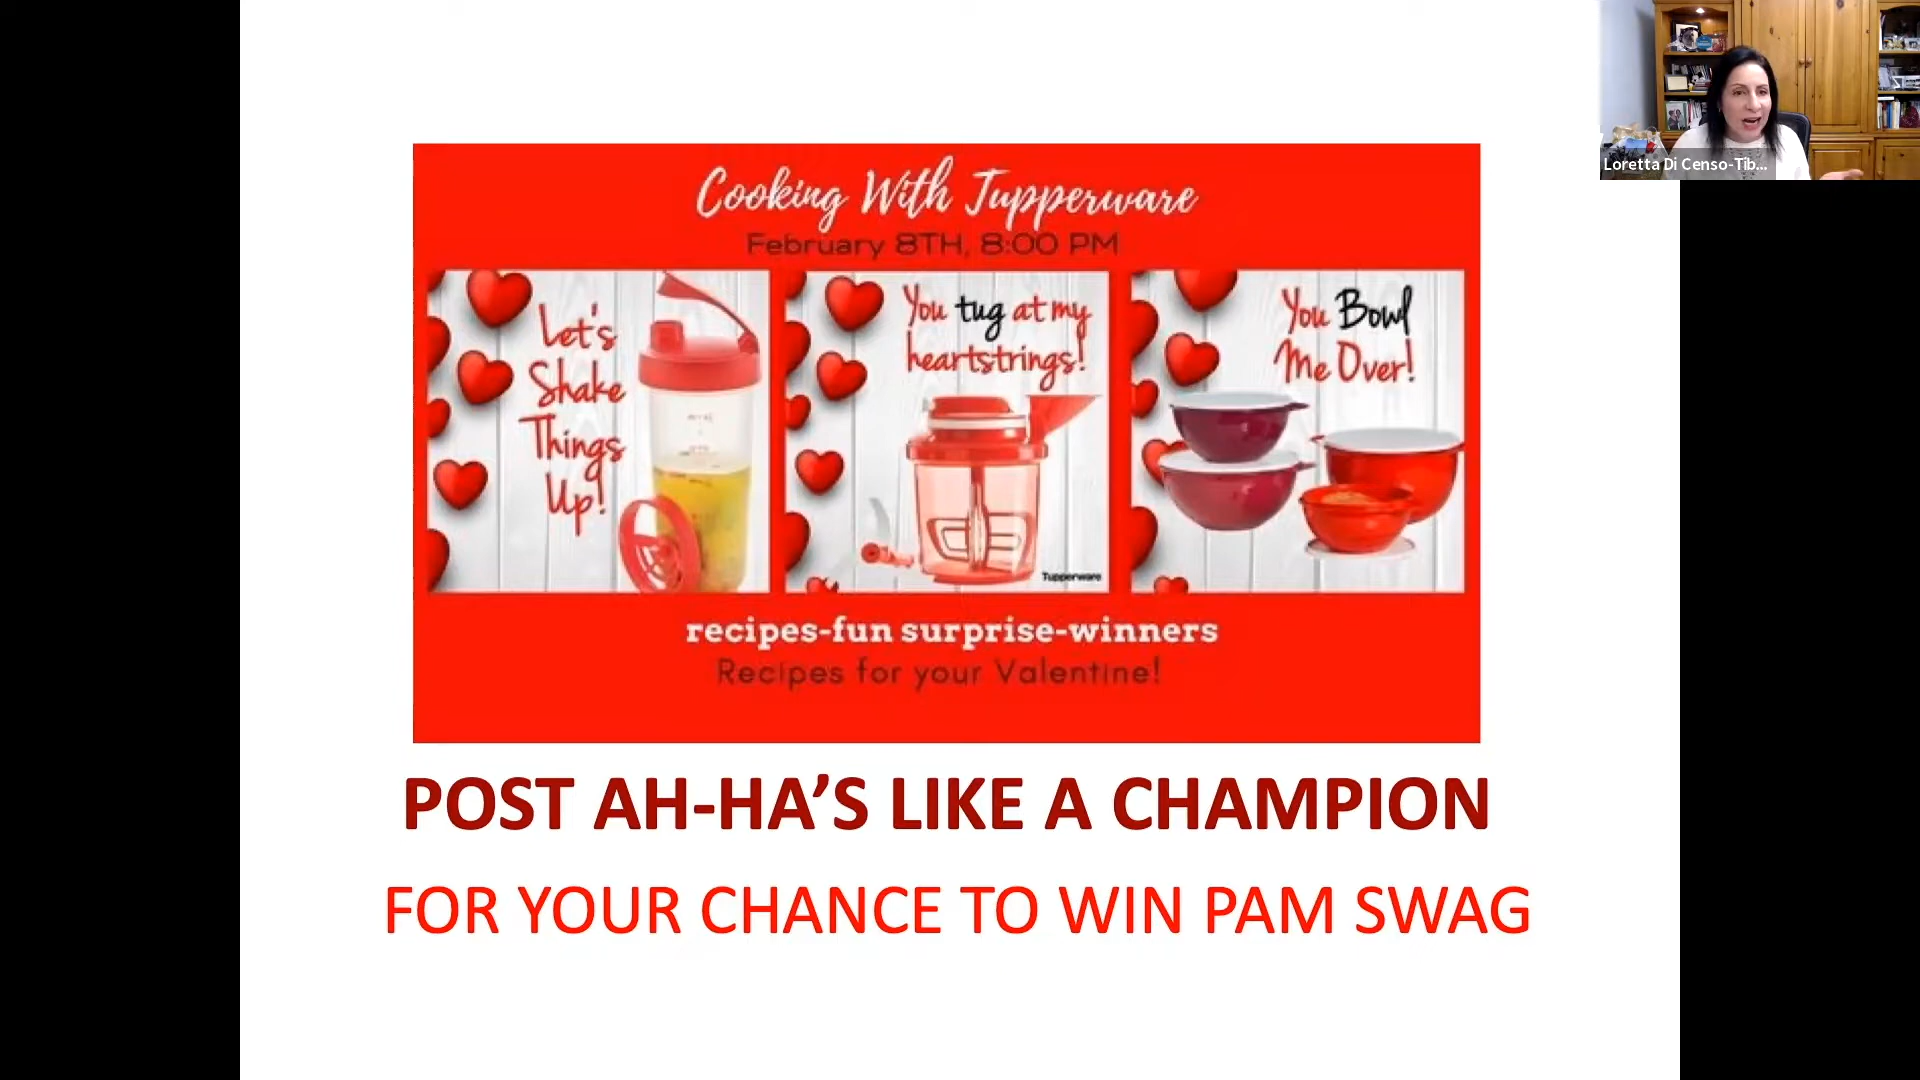 Cooking With Tupperware
February 8TH, 8:00 PM
Let's
Shake
Things
Up!
You tug at my
heartstrings!
Tupperware
You Bowl
Me Over!
recipes-fun surprise-winners
Recipes for your Valentine!
POST AH-HA’S LIKE A CHAMPION
FOR YOUR CHANCE TO WIN PAM SWAG
Loretta Di Censo-Tib...